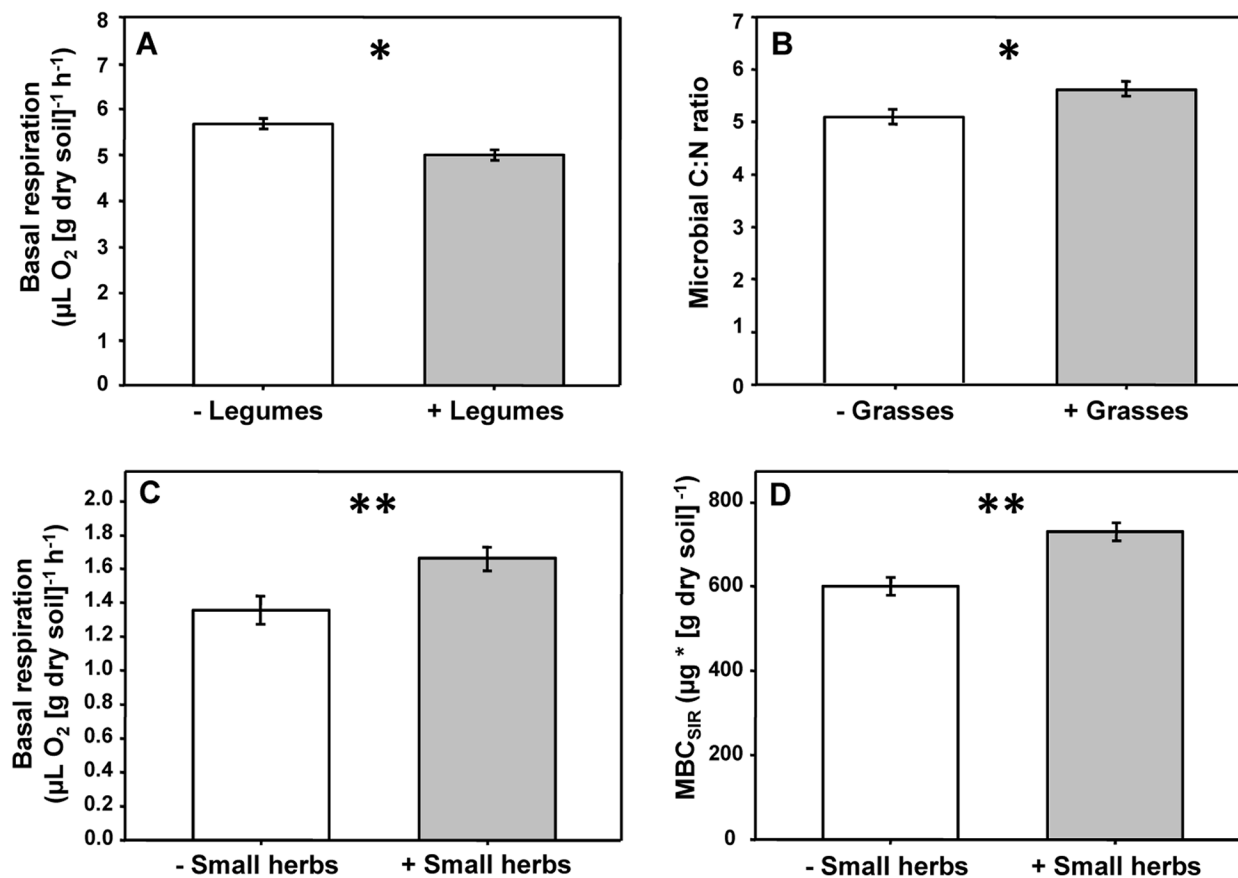 A
*
Basal respiration
(µL O₂ [g dry soil]⁻¹ h⁻¹)
8
7
6
5
4
3
2
1
0
- Legumes
+ Legumes
B
*
Microbial C:N ratio
7
6
5
4
3
2
1
0
- Grasses
+ Grasses
C
**
Basal respiration
(µL O₂ [g dry soil]⁻¹ h⁻¹)
2.0
1.8
1.6
1.4
1.2
1.0
0.8
0.6
0.4
0.2
0.0
- Small herbs
+ Small herbs
D
**
MBC_SIR (µg * [g dry soil]⁻¹)
800
600
400
200
0
- Small herbs
+ Small herbs